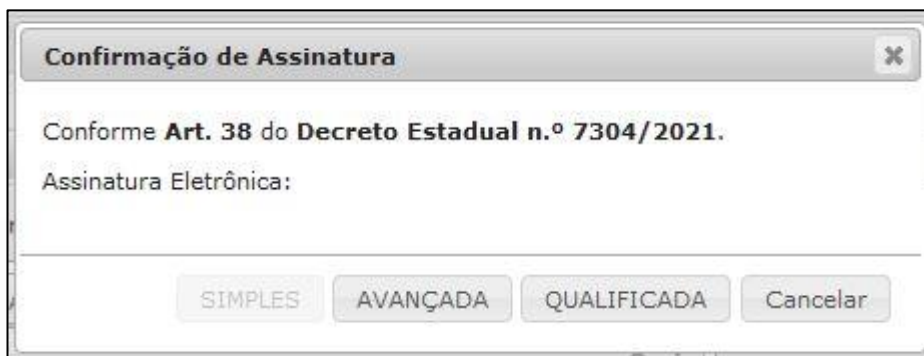 Confirmação de Assinatura
Conforme Art. 38 do Decreto Estadual n.º 7304/2021.
Assinatura Eletrônica:
SIMPLES AVANÇADA QUALIFICADA Cancelar